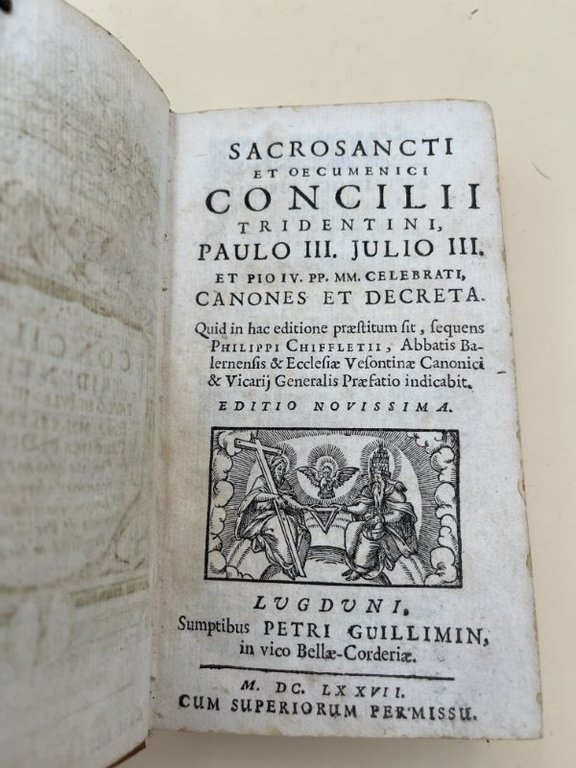 SACROSANCTI
ET OECUMENICI
CONCILII
TRIDENTINI,
PAULO III. JULIO III.
ET PIO IV. PP. MM. CELEBRATI,
CANONES ET DECRETA.
Quid in hac editione præſtitum ſit, ſequens
PHILIPPI CHIFFLETII, Abbatis Ba-
lernenſis & Eccleſiæ Veſontinæ Canonici
& Vicarij Generalis Præfatio indicabit.
EDITIO NOVISSIMA.
LVGDVNI,
Sumptibus PETRI GUILLIMIN,
in vico Bellæ-Corderiæ.
M. DC. LXXVII.
CUM SUPERIORUM PERMISSU.